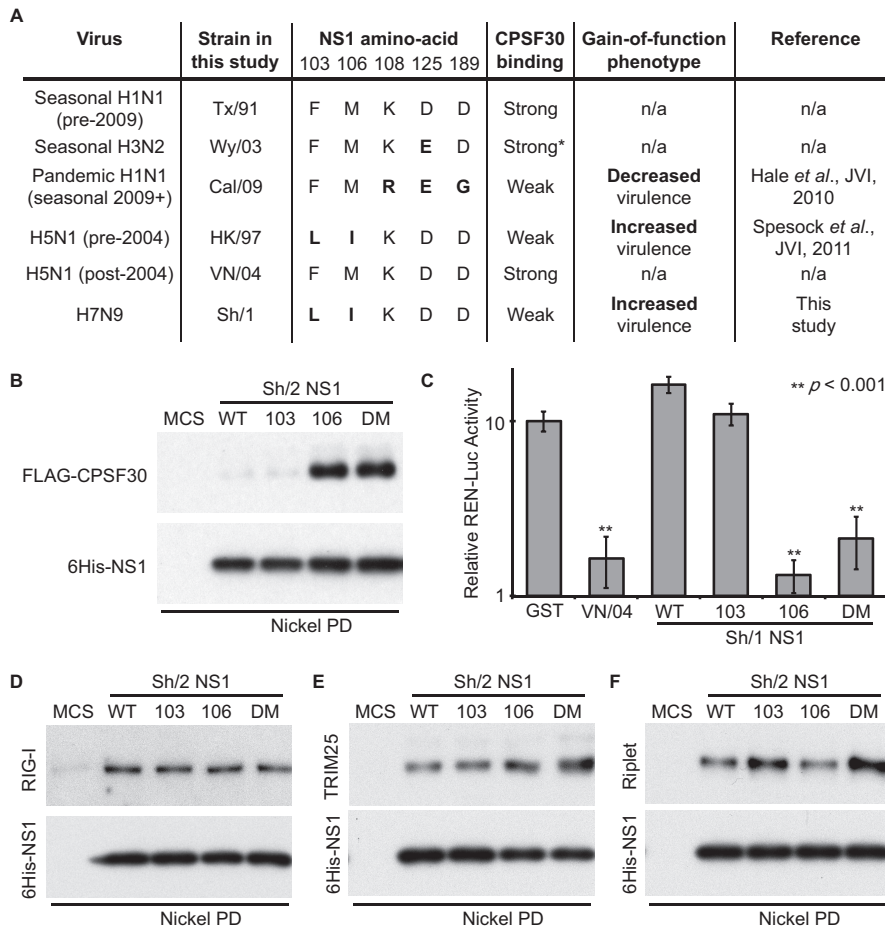 A
Virus Strain in this study NS1 amino-acid CPSF30 binding Gain-of-function phenotype Reference
103 106 108 125 189
Seasonal H1N1 (pre-2009) Tx/91 F M K D D Strong n/a n/a
Seasonal H3N2 Wy/03 F M K E D Strong* n/a n/a
Pandemic H1N1 (seasonal 2009+) Cal/09 F M R E G Weak Decreased virulence Hale et al., JVI, 2010
H5N1 (pre-2004) HK/97 L I K D D Weak Increased virulence Spesock et al., JVI, 2011
H5N1 (post-2004) VN/04 F M K D D Strong n/a n/a
H7N9 Sh/1 L I K D D Weak Increased virulence This study
B
Sh/2 NS1
MCS WT 103 106 DM
FLAG-CPSF30
6His-NS1
Nickel PD
C
** p < 0.001
Relative REN-Luc Activity
10
1
** ** **
GST VN/04 WT 103 106 DM
Sh/1 NS1
D
Sh/2 NS1
MCS WT 103 106 DM
RIG-I
6His-NS1
Nickel PD
E
Sh/2 NS1
MCS WT 103 106 DM
TRIM25
6His-NS1
Nickel PD
F
Sh/2 NS1
MCS WT 103 106 DM
Riplet
6His-NS1
Nickel PD